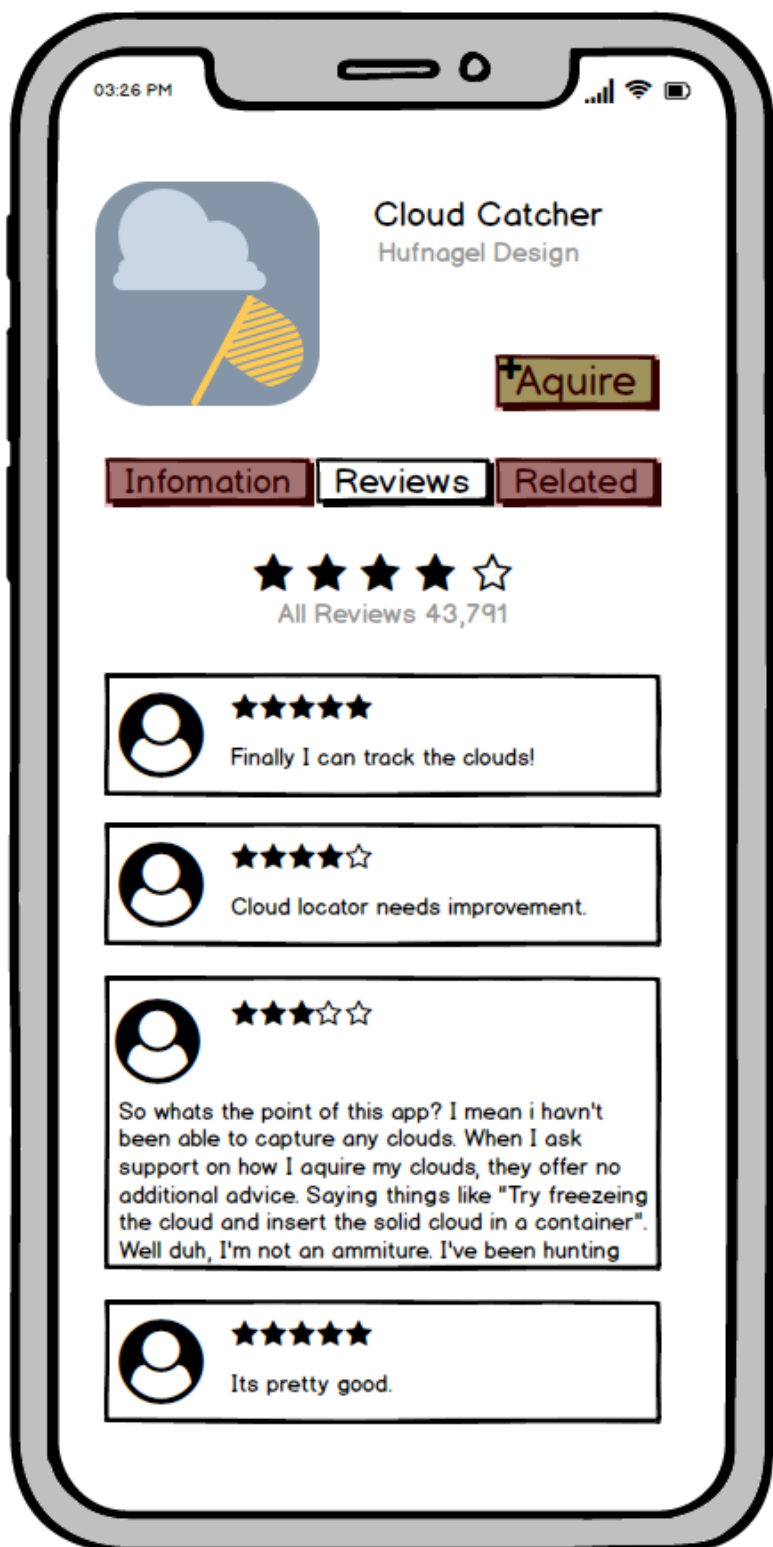 03:26 PM
Cloud Catcher
Hufnagel Design
+Aquire
Infomation Reviews Related
All Reviews 43,791
Finally I can track the clouds!
Cloud locator needs improvement.
So whats the point of this app? I mean i havn't
been able to capture any clouds. When I ask
support on how I aquire my clouds, they offer no
additional advice. Saying things like "Try freezeing
the cloud and insert the solid cloud in a container".
Well duh, I'm not an ammiture. I've been hunting
Its pretty good.